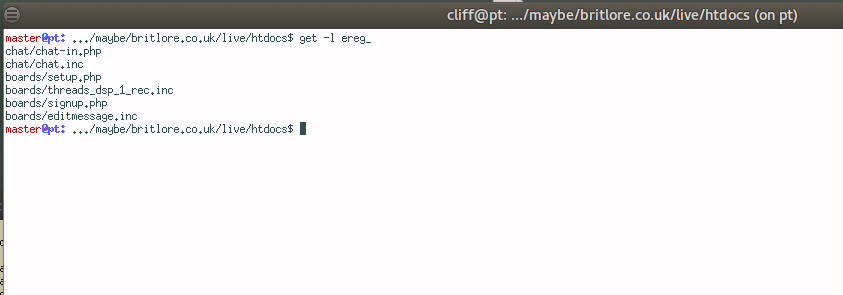 cliff@pt: .../maybe/britlore.co.uk/live/htdocs (on pt)
master@pt: .../maybe/britlore.co.uk/live/htdocs$ get -l ereg_
chat/chat-in.php
chat/chat.inc
boards/setup.php
boards/threads_dsp_1_rec.inc
boards/signup.php
boards/editmessage.inc
master@pt: .../maybe/britlore.co.uk/live/htdocs$